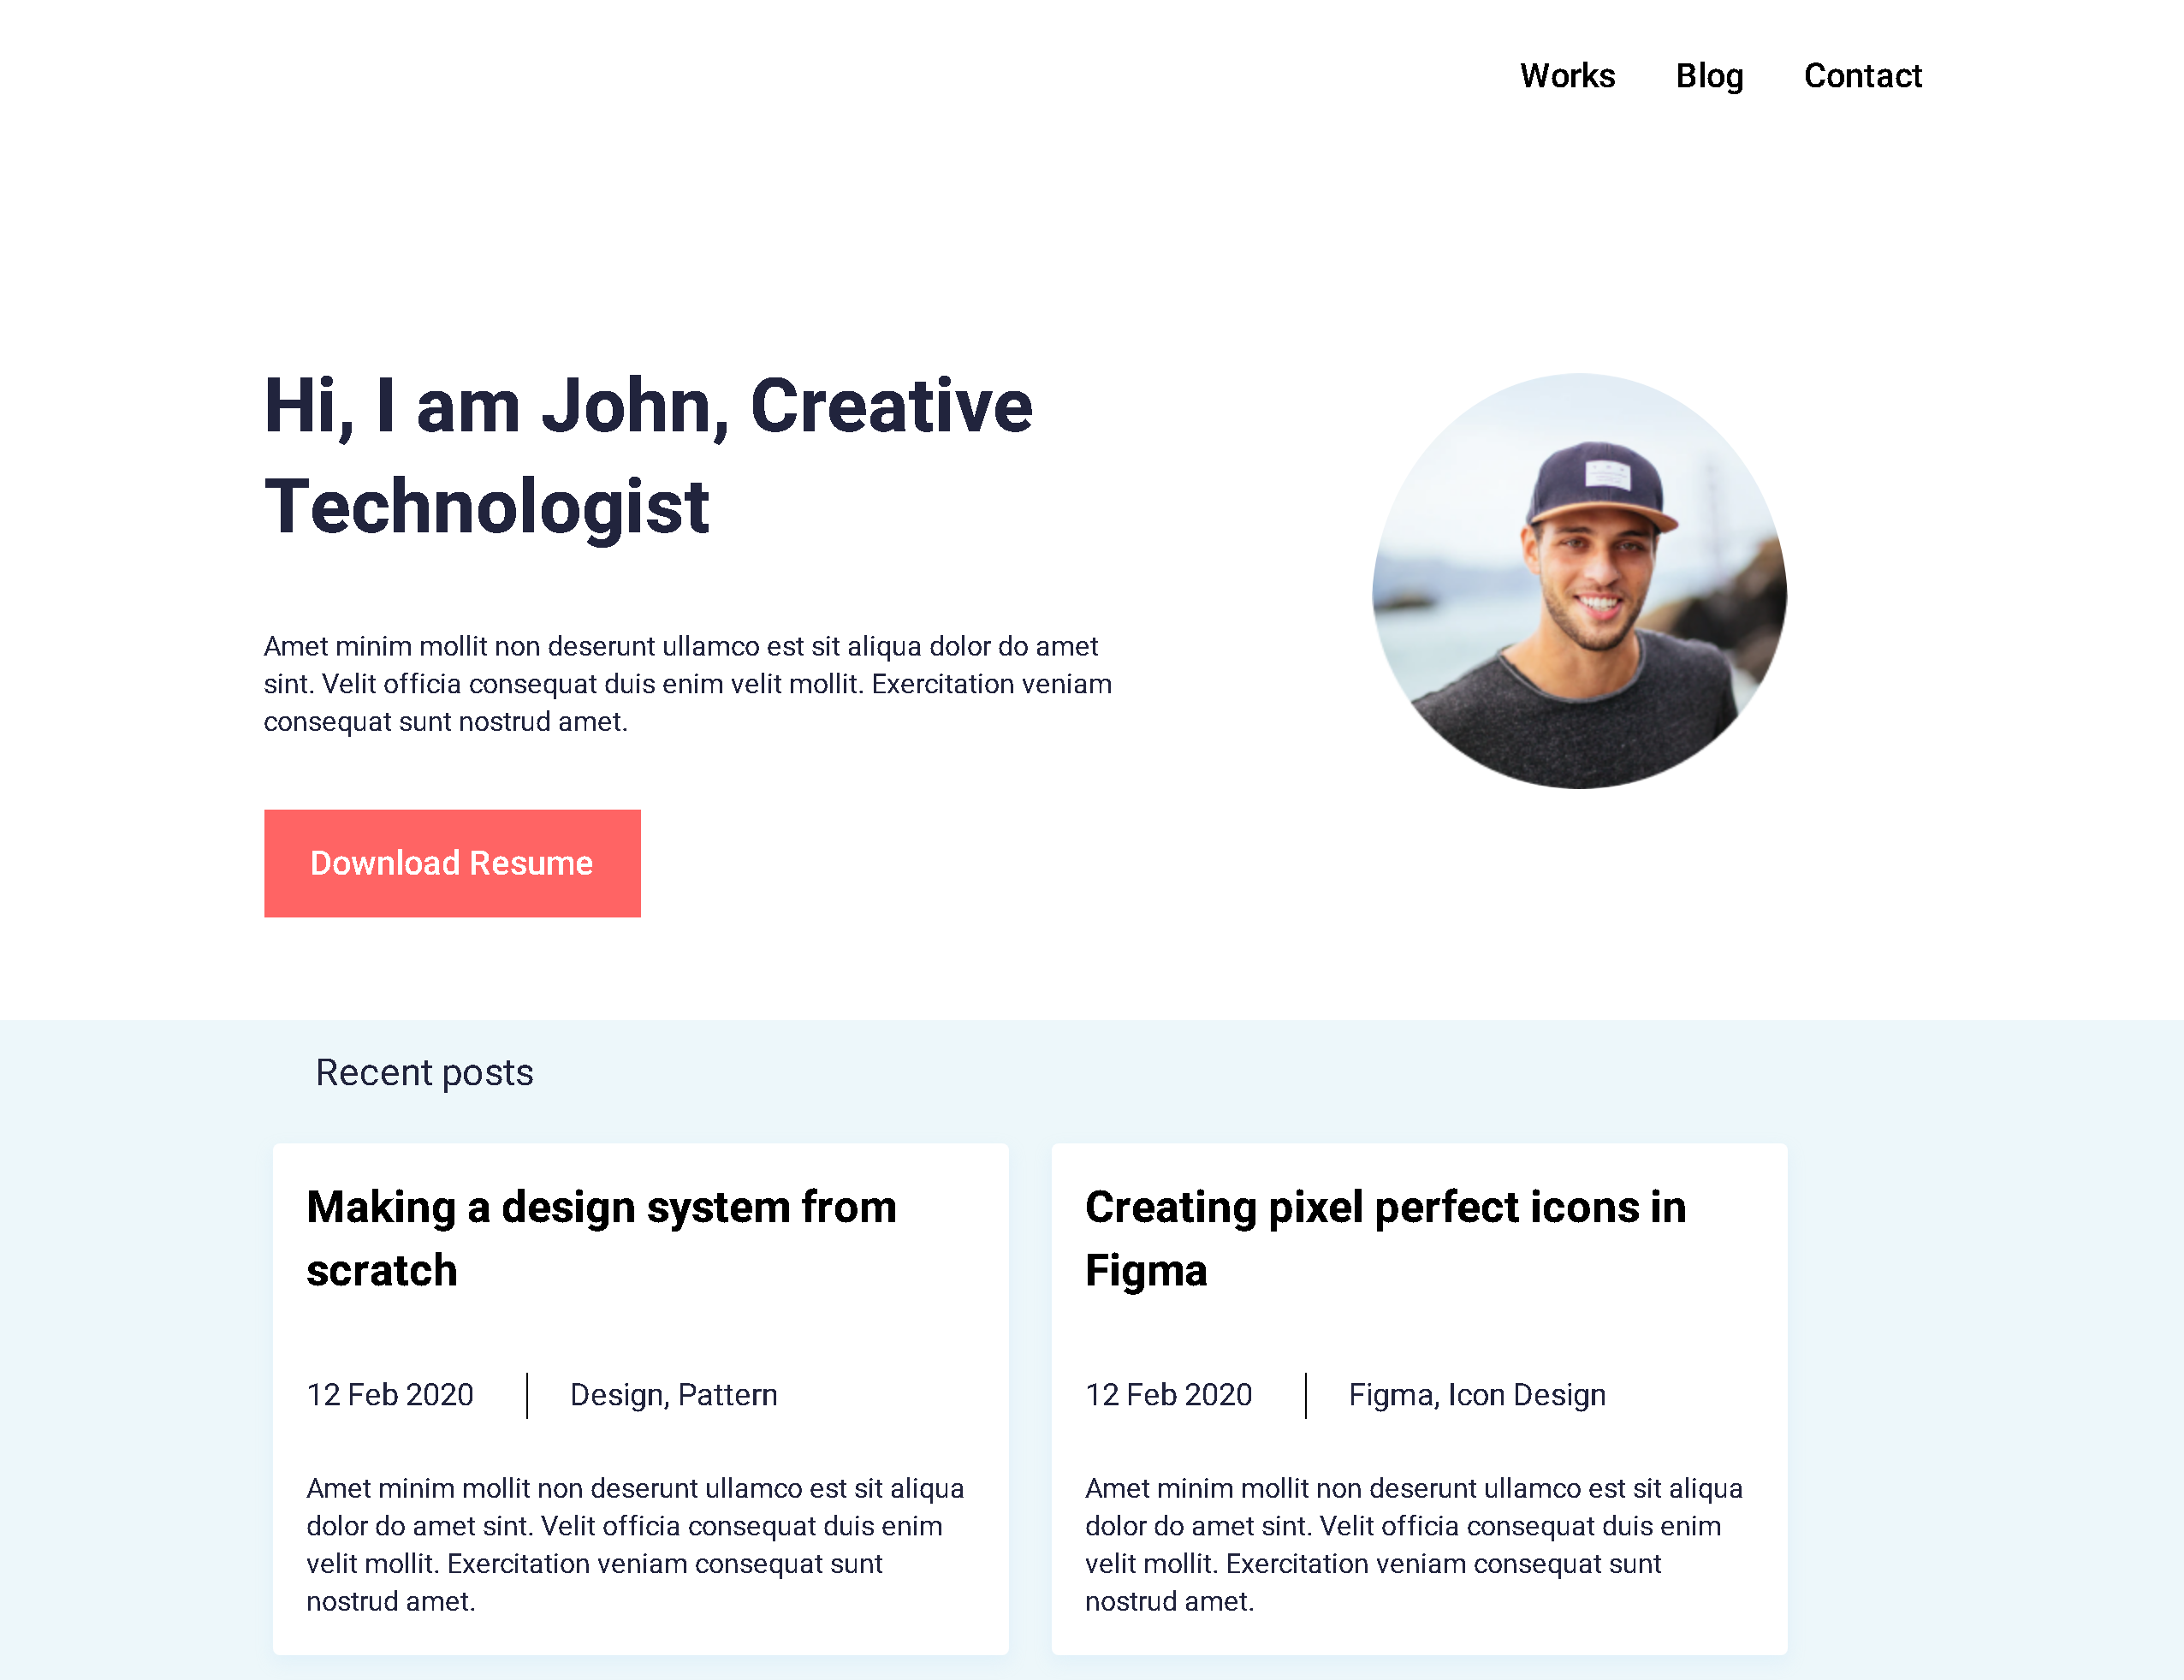 Works Blog Contact
Hi, I am John, Creative
Technologist
Amet minim mollit non deserunt ullamco est sit aliqua dolor do amet
sint. Velit officia consequat duis enim velit mollit. Exercitation veniam
consequat sunt nostrud amet.
Download Resume
Recent posts
Making a design system from
scratch
12 Feb 2020 Design, Pattern
Amet minim mollit non deserunt ullamco est sit aliqua
dolor do amet sint. Velit officia consequat duis enim
velit mollit. Exercitation veniam consequat sunt
nostrud amet.
Creating pixel perfect icons in
Figma
12 Feb 2020 Figma, Icon Design
Amet minim mollit non deserunt ullamco est sit aliqua
dolor do amet sint. Velit officia consequat duis enim
velit mollit. Exercitation veniam consequat sunt
nostrud amet.